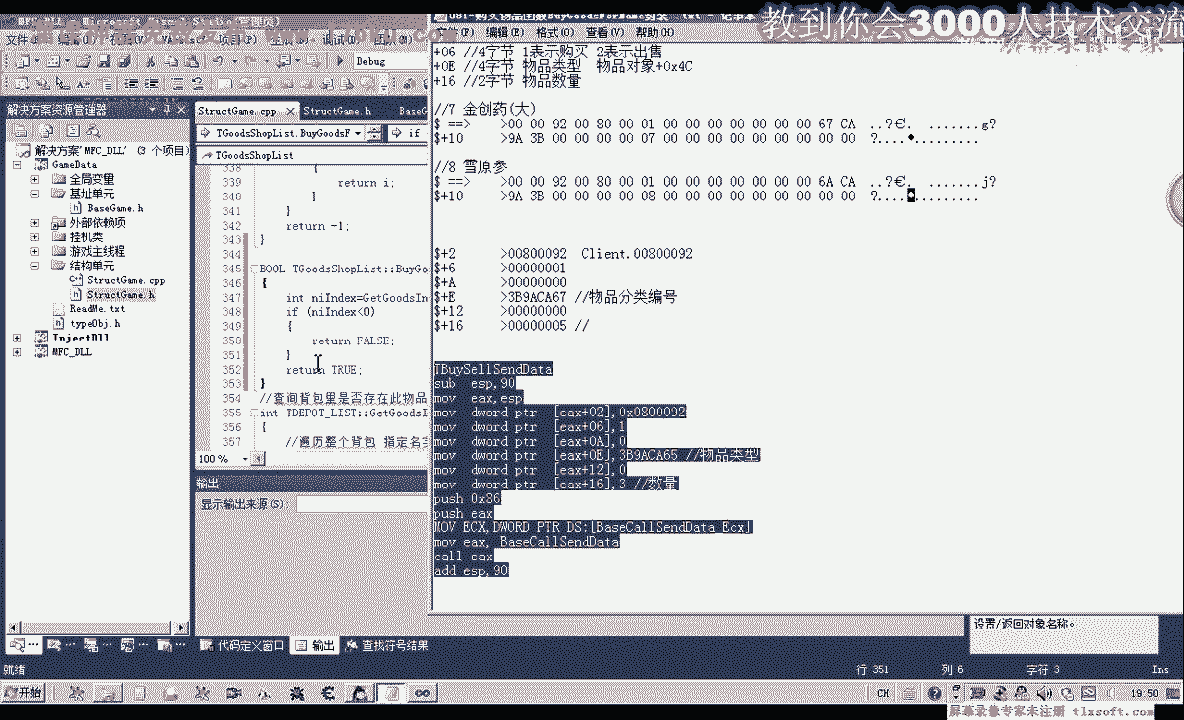 教到你会3000人技术交流
Debug
编辑(E) 格式(O) 查看(V) 帮助(H)
+06 //4字节 1表示购买 2表示出售
+0E //4字节 物品类型  物品对象+0x4C
+16 //2字节 物品数量
//7 金创药(大)
$ ==>    >00 00 92 00 80 00 01 00 00 00 00 00 00 00 67 CA  ..?€. .......g?
$+10     >9A 3B 00 00 00 00 07 00 00 00 00 00 00 00 00 00
//8 雪原参
$ ==>    >00 00 92 00 80 00 01 00 00 00 00 00 00 00 6A CA  ..?€. .......j?
$+10     >9A 3B 00 00 00 00 08 00 00 00 00 00 00 00 00 00
$+2      >00800092  Client.00800092
$+6      >00000001
$+A      >00000000
$+E      >3B9ACA67 //物品分类编号
$+12     >00000000
$+16     >00000005 //
TBuySellSendData
sub  esp,90
mov  eax,esp
mov  dword ptr  [eax+02],0x0800092
mov  dword ptr  [eax+06],1
mov  dword ptr  [eax+0A],0
mov  dword ptr  [eax+0E],3B9ACA65 //物品类型
mov  dword ptr  [eax+12],0
mov  dword ptr  [eax+16],3 //数量
push 0x86
push eax
MOV ECX,DWORD PTR DS:[BaseCallSendData_Ecx]
mov eax, BaseCallSendData
call eax
add esp,90
解决方案资源管理器
解决方案"MFC_DLL" (3 个项目)
GameData
全局变量
基址单元
BaseGame.h
外部依赖项
挂机类
游戏主线程
结构单元
StructGame.cpp
StructGame.h
ReadMe.txt
typeObj.h
InjectDll
MFC_DLL
StructGame.cpp
StructGame.h
TGoodsShopList.BuyGoodsF
TGoodsShopList
338 {
339 return i;
340 }
341 }
342 return -1;
343 }
344
345 BOOL TGoodsShopList::BuyGo
346 {
347 int niIndex=GetGoodsIn
348 if (niIndex<0)
349 {
350 return FALSE;
351 }
352 return TRUE;
353 }
354 //查询背包里是否存在此物品
355 int TDEPOT_LIST::GetGoodsI
356 {
357 //遍历整个背包 指定名字
100 %
输出
显示输出来源(S):
代码定义窗口 输出 查找符号结果
设置/返回对象名称。
就绪
行 351 列 6 字符 3 Ins
开始
CH
19:50
屏幕录像专家未注册 tlxsoft.com